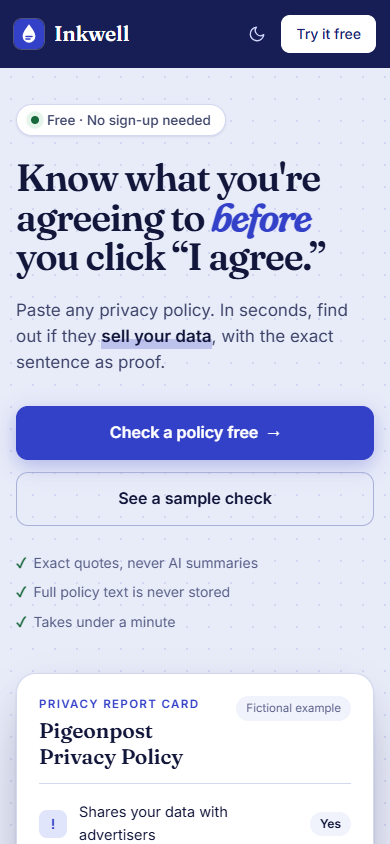 Inkwell
Try it free
Free · No sign-up needed
Know what you're
agreeing to before
you click “I agree.”
Paste any privacy policy. In seconds, find
out if they sell your data, with the exact
sentence as proof.
Check a policy free →
See a sample check
✓ Exact quotes, never AI summaries
✓ Full policy text is never stored
✓ Takes under a minute
PRIVACY REPORT CARD
Fictional example
Pigeonpost
Privacy Policy
!
Shares your data with
advertisers
Yes